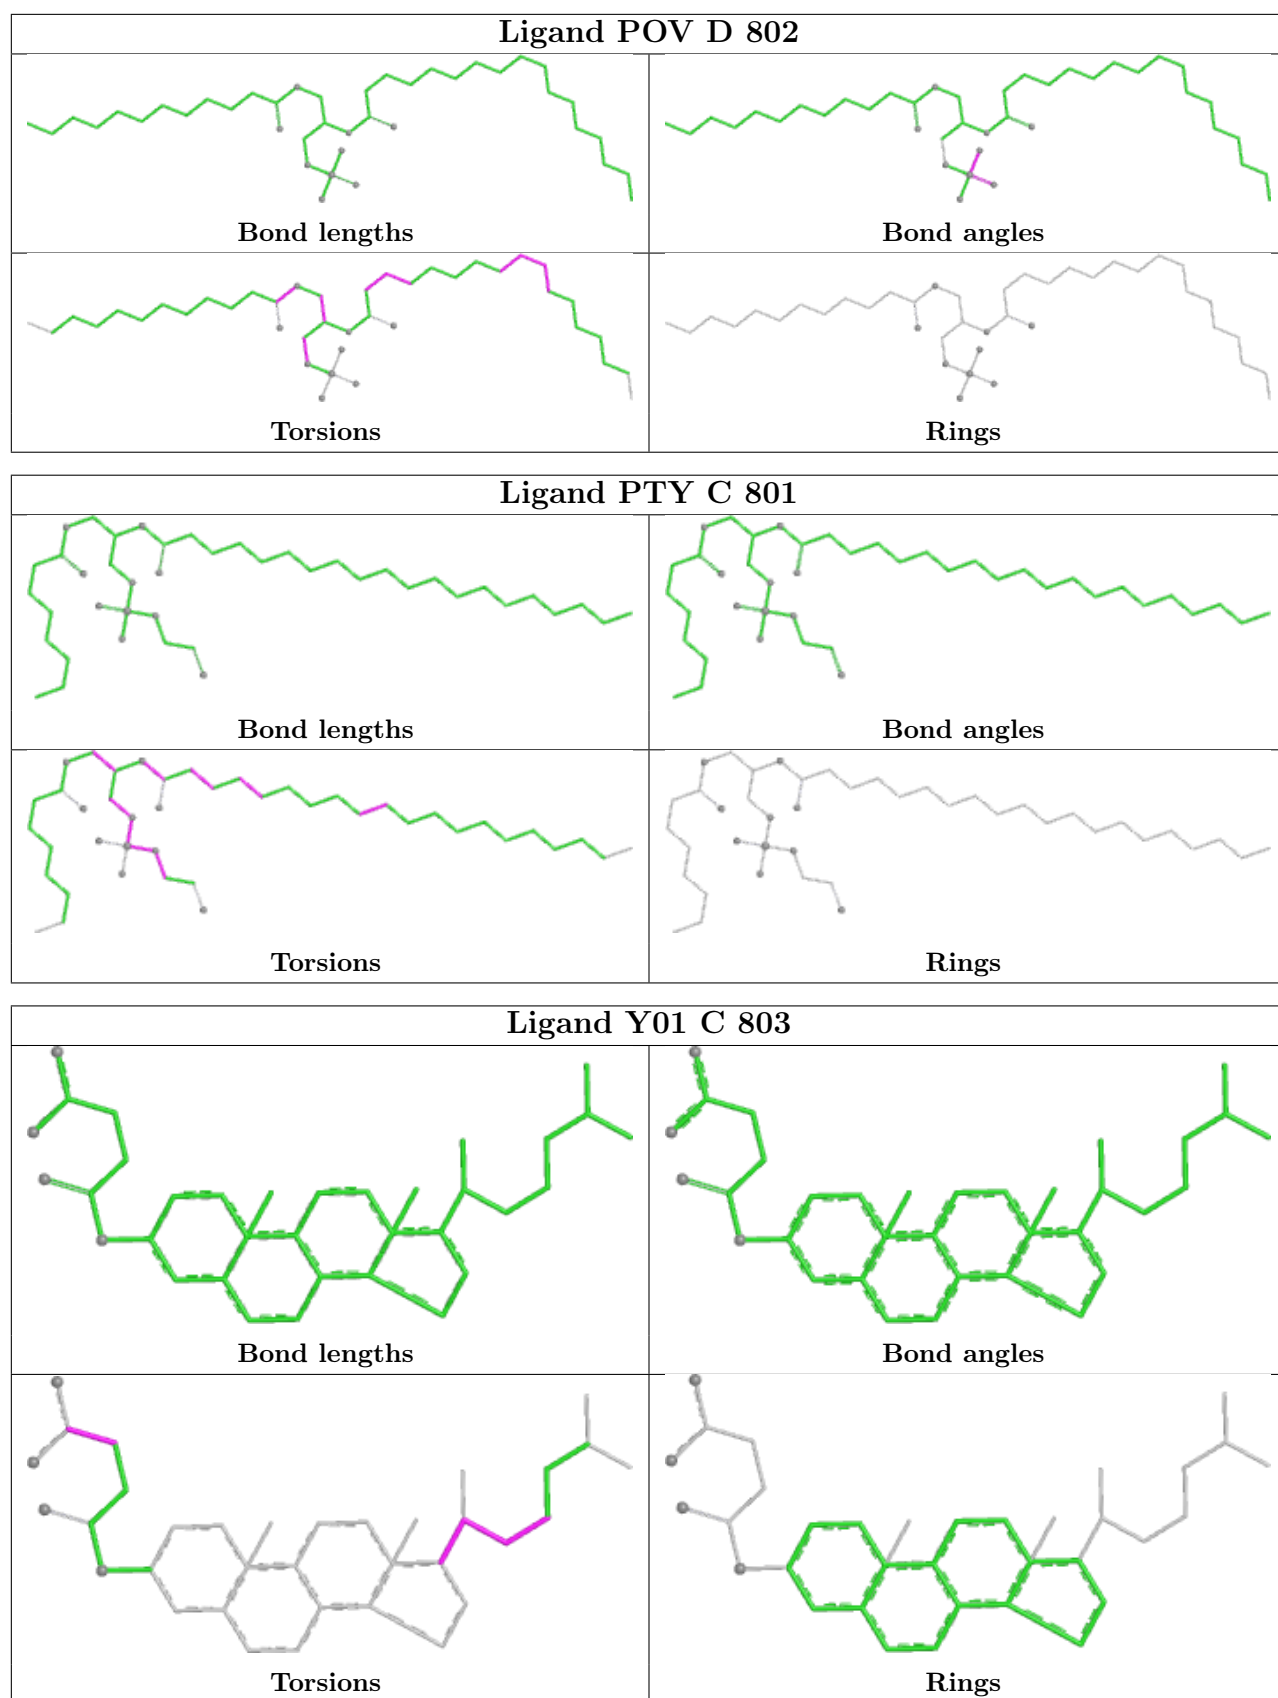 Ligand POV D 802
Bond lengths
Bond angles
Torsions
Rings
Ligand PTY C 801
Bond lengths
Bond angles
Torsions
Rings
Ligand Y01 C 803
Bond lengths
Bond angles
Torsions
Rings